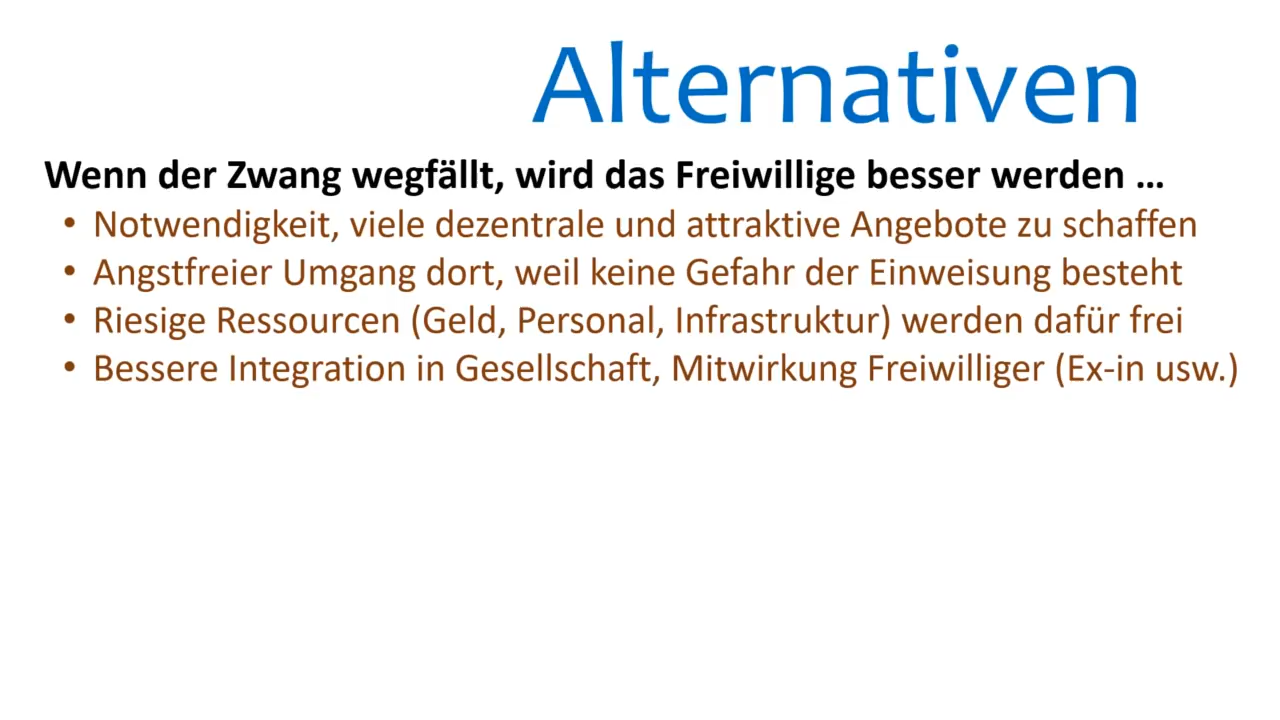 Alternativen
Wenn der Zwang wegfällt, wird das Freiwillige besser werden …
• Notwendigkeit, viele dezentrale und attraktive Angebote zu schaffen
• Angstfreier Umgang dort, weil keine Gefahr der Einweisung besteht
• Riesige Ressourcen (Geld, Personal, Infrastruktur) werden dafür frei
• Bessere Integration in Gesellschaft, Mitwirkung Freiwilliger (Ex-in usw.)